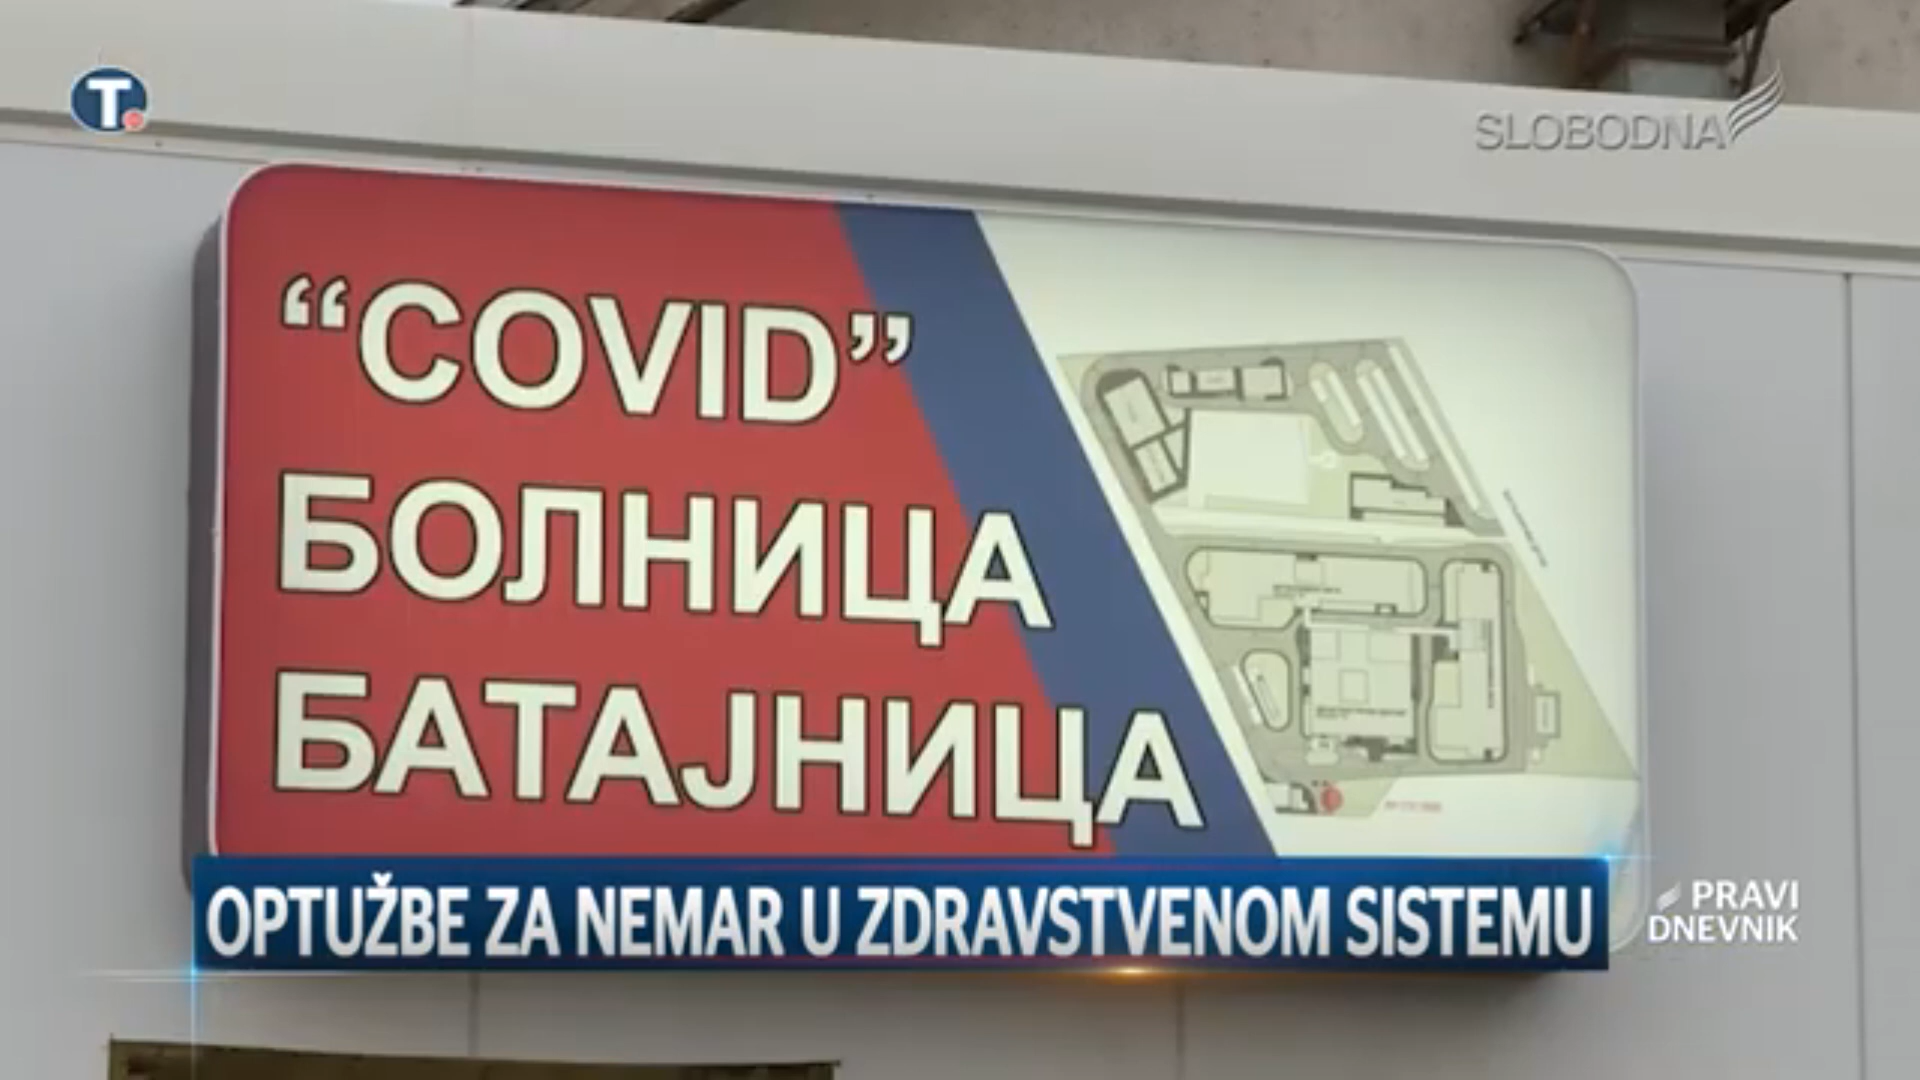 T.
SLOBODNA
“COVID”
БОЛНИЦА
БАТАЈНИЦА
OPTUŽBE ZA NEMAR U ZDRAVSTVENOM SISTEMU
PRAVI
DNEVNIK